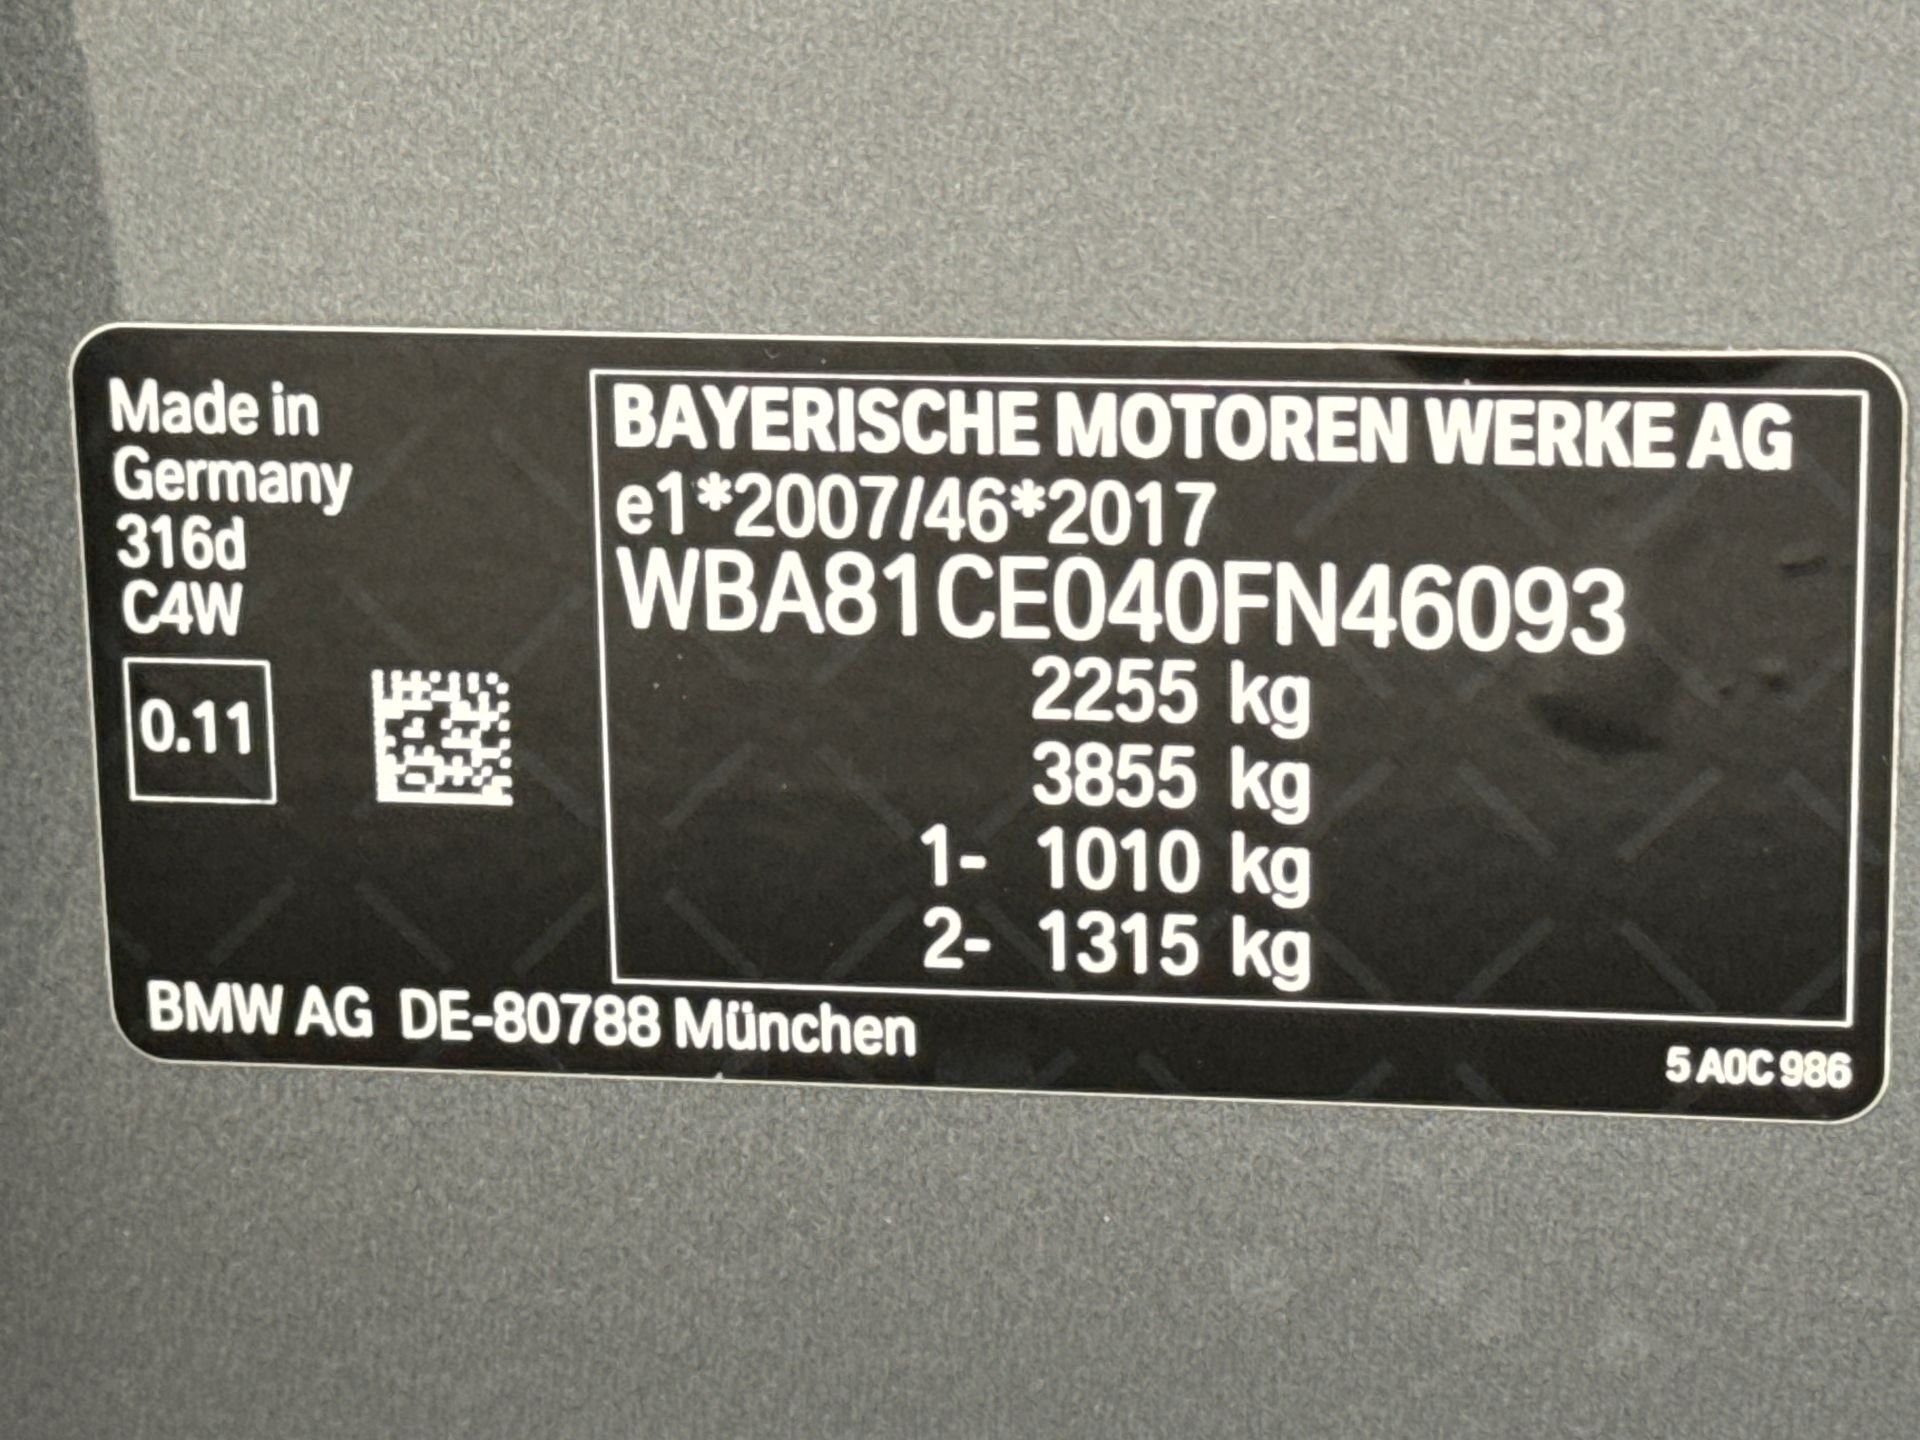 Made in
Germany
316d
C4W
0.11
BAYERISCHE MOTOREN WERKE AG
e1*2007/46*2017
WBA81CE040FN46093
2255 kg
3855 kg
1- 1010 kg
2- 1315 kg
BMW AG DE-80788 München
5 A0C 986